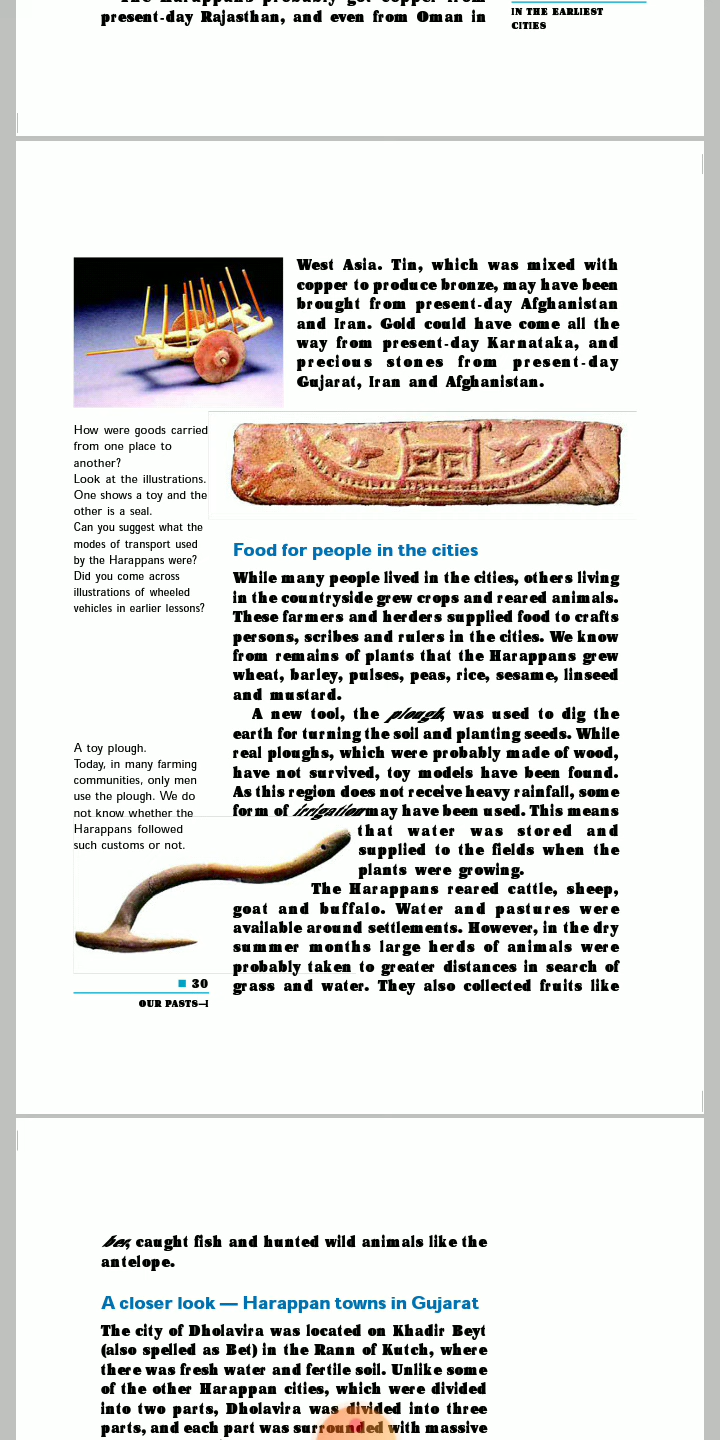 present-day Rajasthan, and even from Oman in
IN THE EARLIEST
CITIES
West Asia. Tin, which was mixed with
copper to produce bronze, may have been
brought from present-day Afghanistan
and Iran. Gold could have come all the
way from present-day Karnataka, and
precious stones from present-day
Gujarat, Iran and Afghanistan.
How were goods carried
from one place to
another?
Look at the illustrations.
One shows a toy and the
other is a seal.
Can you suggest what the
modes of transport used
by the Harappans were?
Did you come across
illustrations of wheeled
vehicles in earlier lessons?
Food for people in the cities
While many people lived in the cities, others living
in the countryside grew crops and reared animals.
These farmers and herders supplied food to crafts
persons, scribes and rulers in the cities. We know
from remains of plants that the Harappans grew
wheat, barley, pulses, peas, rice, sesame, linseed
and mustard.
A new tool, the plough, was used to dig the
earth for turning the soil and planting seeds. While
real ploughs, which were probably made of wood,
have not survived, toy models have been found.
As this region does not receive heavy rainfall, some
form of irrigation may have been used. This means
that water was stored and
supplied to the fields when the
plants were growing.
The Harappans reared cattle, sheep,
goat and buffalo. Water and pastures were
available around settlements. However, in the dry
summer months large herds of animals were
probably taken to greater distances in search of
grass and water. They also collected fruits like
A toy plough.
Today, in many farming
communities, only men
use the plough. We do
not know whether the
Harappans followed
such customs or not.
30
OUR PASTS—I
ber, caught fish and hunted wild animals like the
antelope.
A closer look — Harappan towns in Gujarat
The city of Dholavira was located on Khadir Beyt
(also spelled as Bet) in the Rann of Kutch, where
there was fresh water and fertile soil. Unlike some
of the other Harappan cities, which were divided
into two parts, Dholavira was divided into three
parts, and each part was surrounded with massive